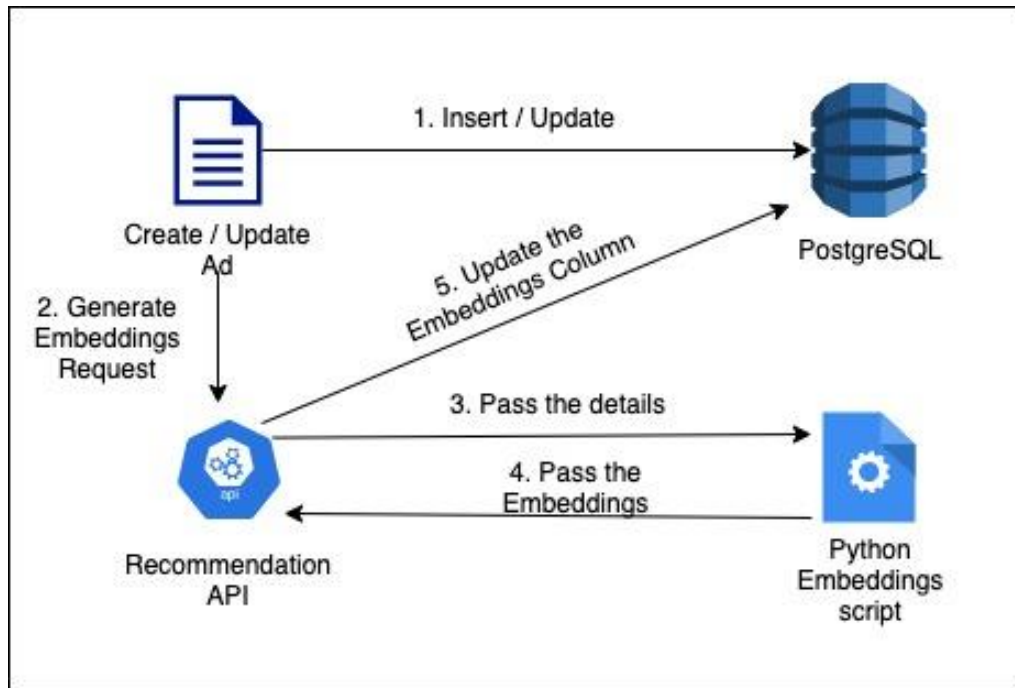 1. Insert / Update
Create / Update
Ad
PostgreSQL
5. Update the
Embeddings Column
2. Generate
Embeddings
Request
3. Pass the details
4. Pass the
Embeddings
api
Recommendation
API
Python
Embeddings
script